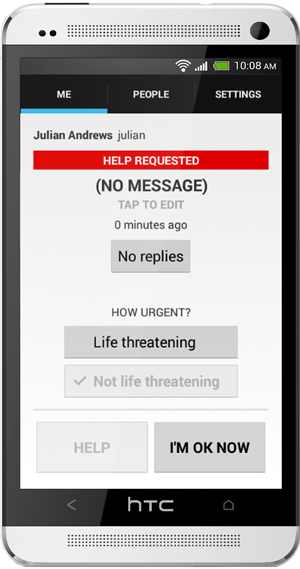 10:08 AM
ME PEOPLE SETTINGS
Julian Andrews julian
HELP REQUESTED
(NO MESSAGE)
TAP TO EDIT
0 minutes ago
No replies
HOW URGENT?
Life threatening
Not life threatening
HELP I'M OK NOW
hTC